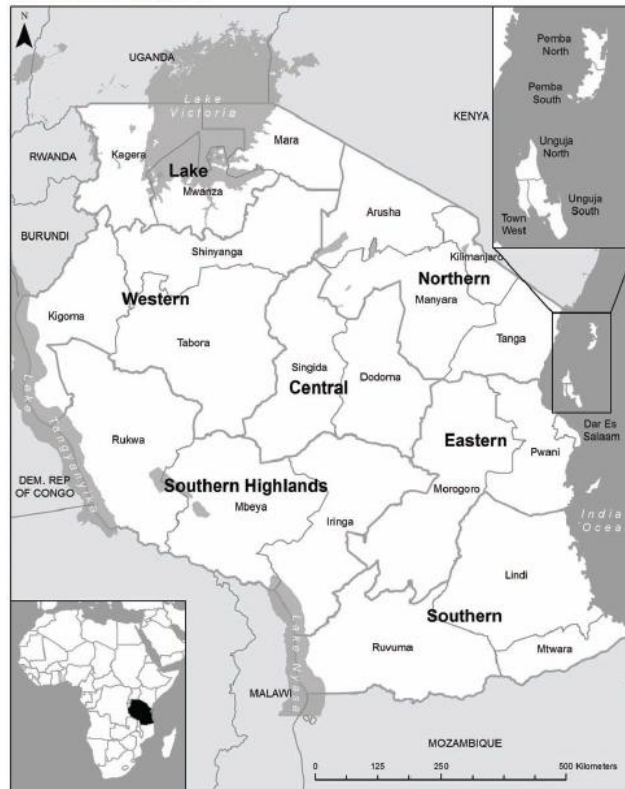 N
UGANDA
Lake
Victoria
KENYA
RWANDA
BURUNDI
Kagera
Lake
Mwanza
Mara
Arusha
Shinyanga
Kilimanjaro
Northern
Manyara
Western
Kigoma
Tabora
Tanga
Singida
Central
Dodoma
Eastern
Dar Es
Salaam
Pwani
Morogoro
Lake Tanganyika
Rukwa
DEM. REP
OF CONGO
Southern Highlands
Mbeya
Iringa
India
Ocea
Lindi
Southern
Ruvuma
Mtwara
Lake Nyasa
MALAWI
MOZAMBIQUE
0 125 250 500 Kilometers
Pemba
North
Pemba
South
Unguja
North
Unguja
South
Town
West